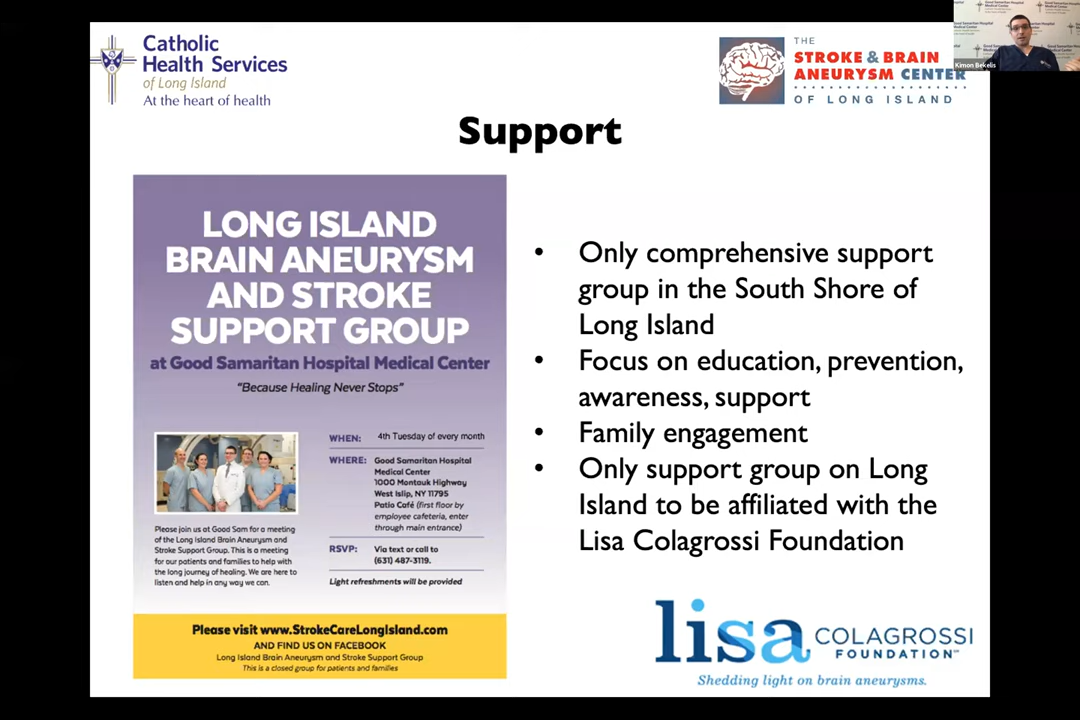 Catholic
Health Services
of Long Island
At the heart of health
THE
STROKE & BRAIN
ANEURYSM CENTER
OF LONG ISLAND
Good Samaritan Hospital
Medical Center
Kimon Bekelis
Support
LONG ISLAND
BRAIN ANEURYSM
AND STROKE
SUPPORT GROUP
at Good Samaritan Hospital Medical Center
"Because Healing Never Stops"
WHEN: 4th Tuesday of every month
WHERE: Good Samaritan Hospital
Medical Center
1000 Montauk Highway
West Islip, NY 11795
Patio Café (first floor by
employee cafeteria, enter
through main entrance)
RSVP: Via text or call to
(631) 487-3119.
Light refreshments will be provided
Please join us at Good Sam for a meeting
of the Long Island Brain Aneurysm and
Stroke Support Group. This is a meeting
for our patients and families to help with
the long journey of healing. We are here to
listen and help in any way we can.
Please visit www.StrokeCareLongIsland.com
AND FIND US ON FACEBOOK
Long Island Brain Aneurysm and Stroke Support Group
This is a closed group for patients and families
• Only comprehensive support
group in the South Shore of
Long Island
• Focus on education, prevention,
awareness, support
• Family engagement
• Only support group on Long
Island to be affiliated with the
Lisa Colagrossi Foundation
lisa COLAGROSSI
FOUNDATION℠
Shedding light on brain aneurysms.